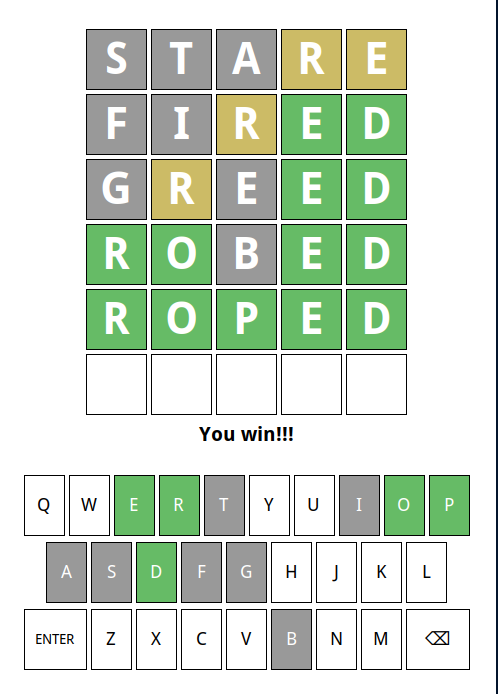 S T A R E
F I R E D
G R E E D
R O B E D
R O P E D
You win!!!
Q W E R T Y U I O P
A S D F G H J K L
ENTER Z X C V B N M ⌫